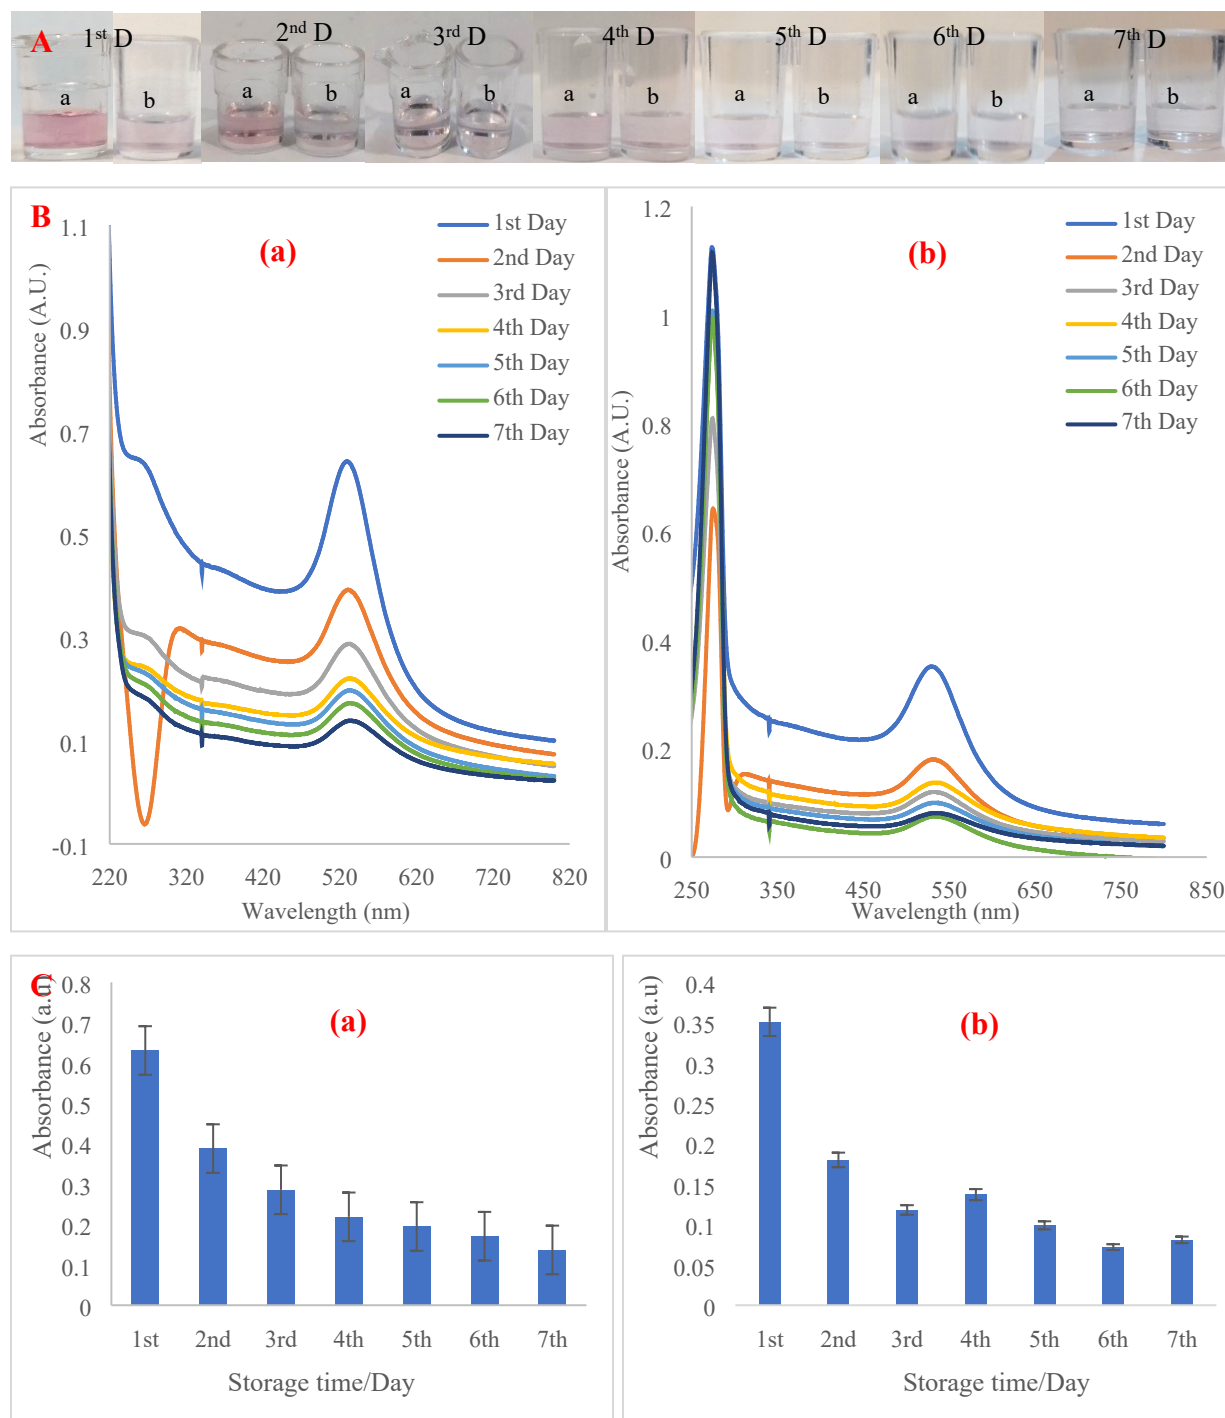 A
1st D
2nd D
3rd D
4th D
5th D
6th D
7th D
a
b
a
b
a
b
a
b
a
b
a
b
a
b
B
(a)
Absorbance (A.U.)
1.1
0.9
0.7
0.5
0.3
0.1
-0.1
220 320 420 520 620 720 820
Wavelength (nm)
1st Day
2nd Day
3rd Day
4th Day
5th Day
6th Day
7th Day
(b)
Absorbance (A.U.)
1.2
1
0.8
0.6
0.4
0.2
0
250 350 450 550 650 750 850
Wavelength (nm)
1st Day
2nd Day
3rd Day
4th Day
5th Day
6th Day
7th Day
C
(a)
Absorbance (a.u)
0.8
0.7
0.6
0.5
0.4
0.3
0.2
0.1
0
1st 2nd 3rd 4th 5th 6th 7th
Storage time/Day
(b)
Absorbance (a.u)
0.4
0.35
0.3
0.25
0.2
0.15
0.1
0.05
0
1st 2nd 3rd 4th 5th 6th 7th
Storage time/Day